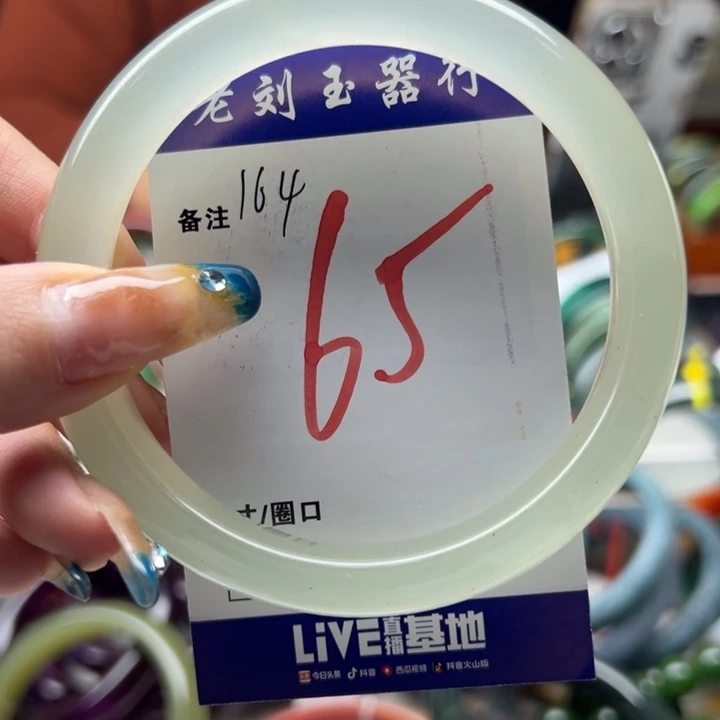 老刘玉器行
备注 164
65
寸/圈口
LiVE直播基地
今日头条 抖音 西瓜视频 抖音火山版